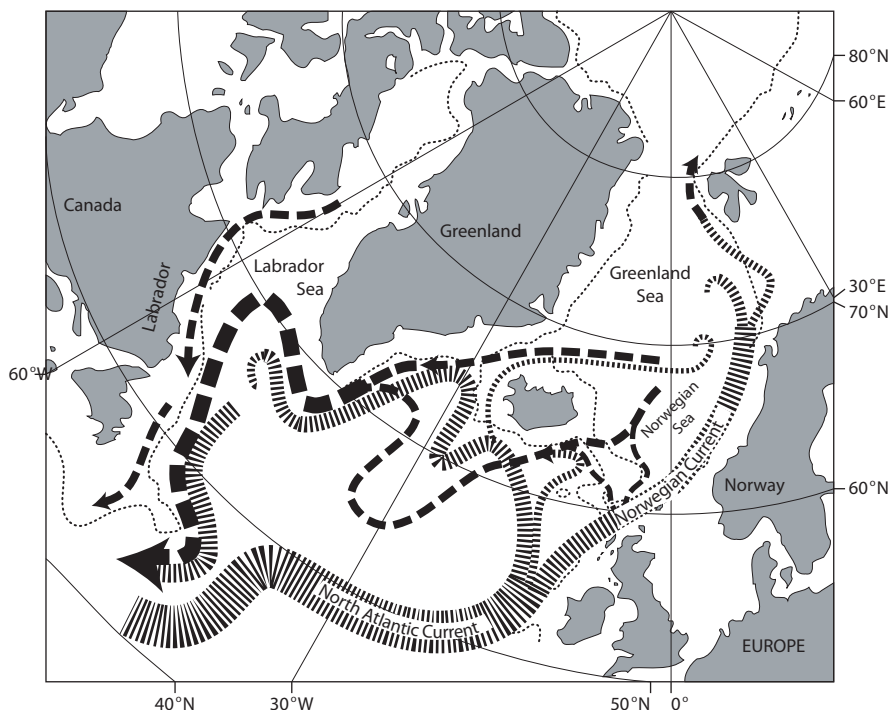 80°N
60°E
Canada
Greenland
Labrador
Sea
Greenland
Sea
Labrador
30°E
70°N
60°W
Norwegian
Sea
Norwegian Current
Norway
60°N
North Atlantic Current
EUROPE
40°N
30°W
50°N
0°